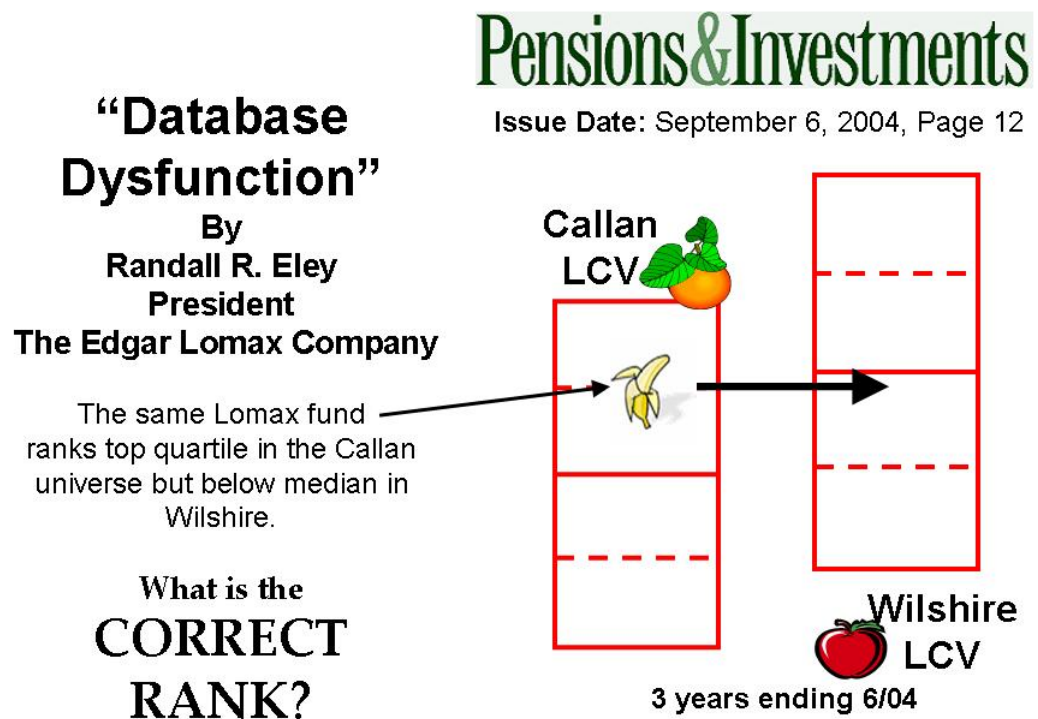 Pensions&Investments
Issue Date: September 6, 2004, Page 12
“Database
Dysfunction”
By
Randall R. Eley
President
The Edgar Lomax Company
The same Lomax fund
ranks top quartile in the Callan
universe but below median in
Wilshire.
What is the
CORRECT
RANK?
Callan
LCV
Wilshire
LCV
3 years ending 6/04